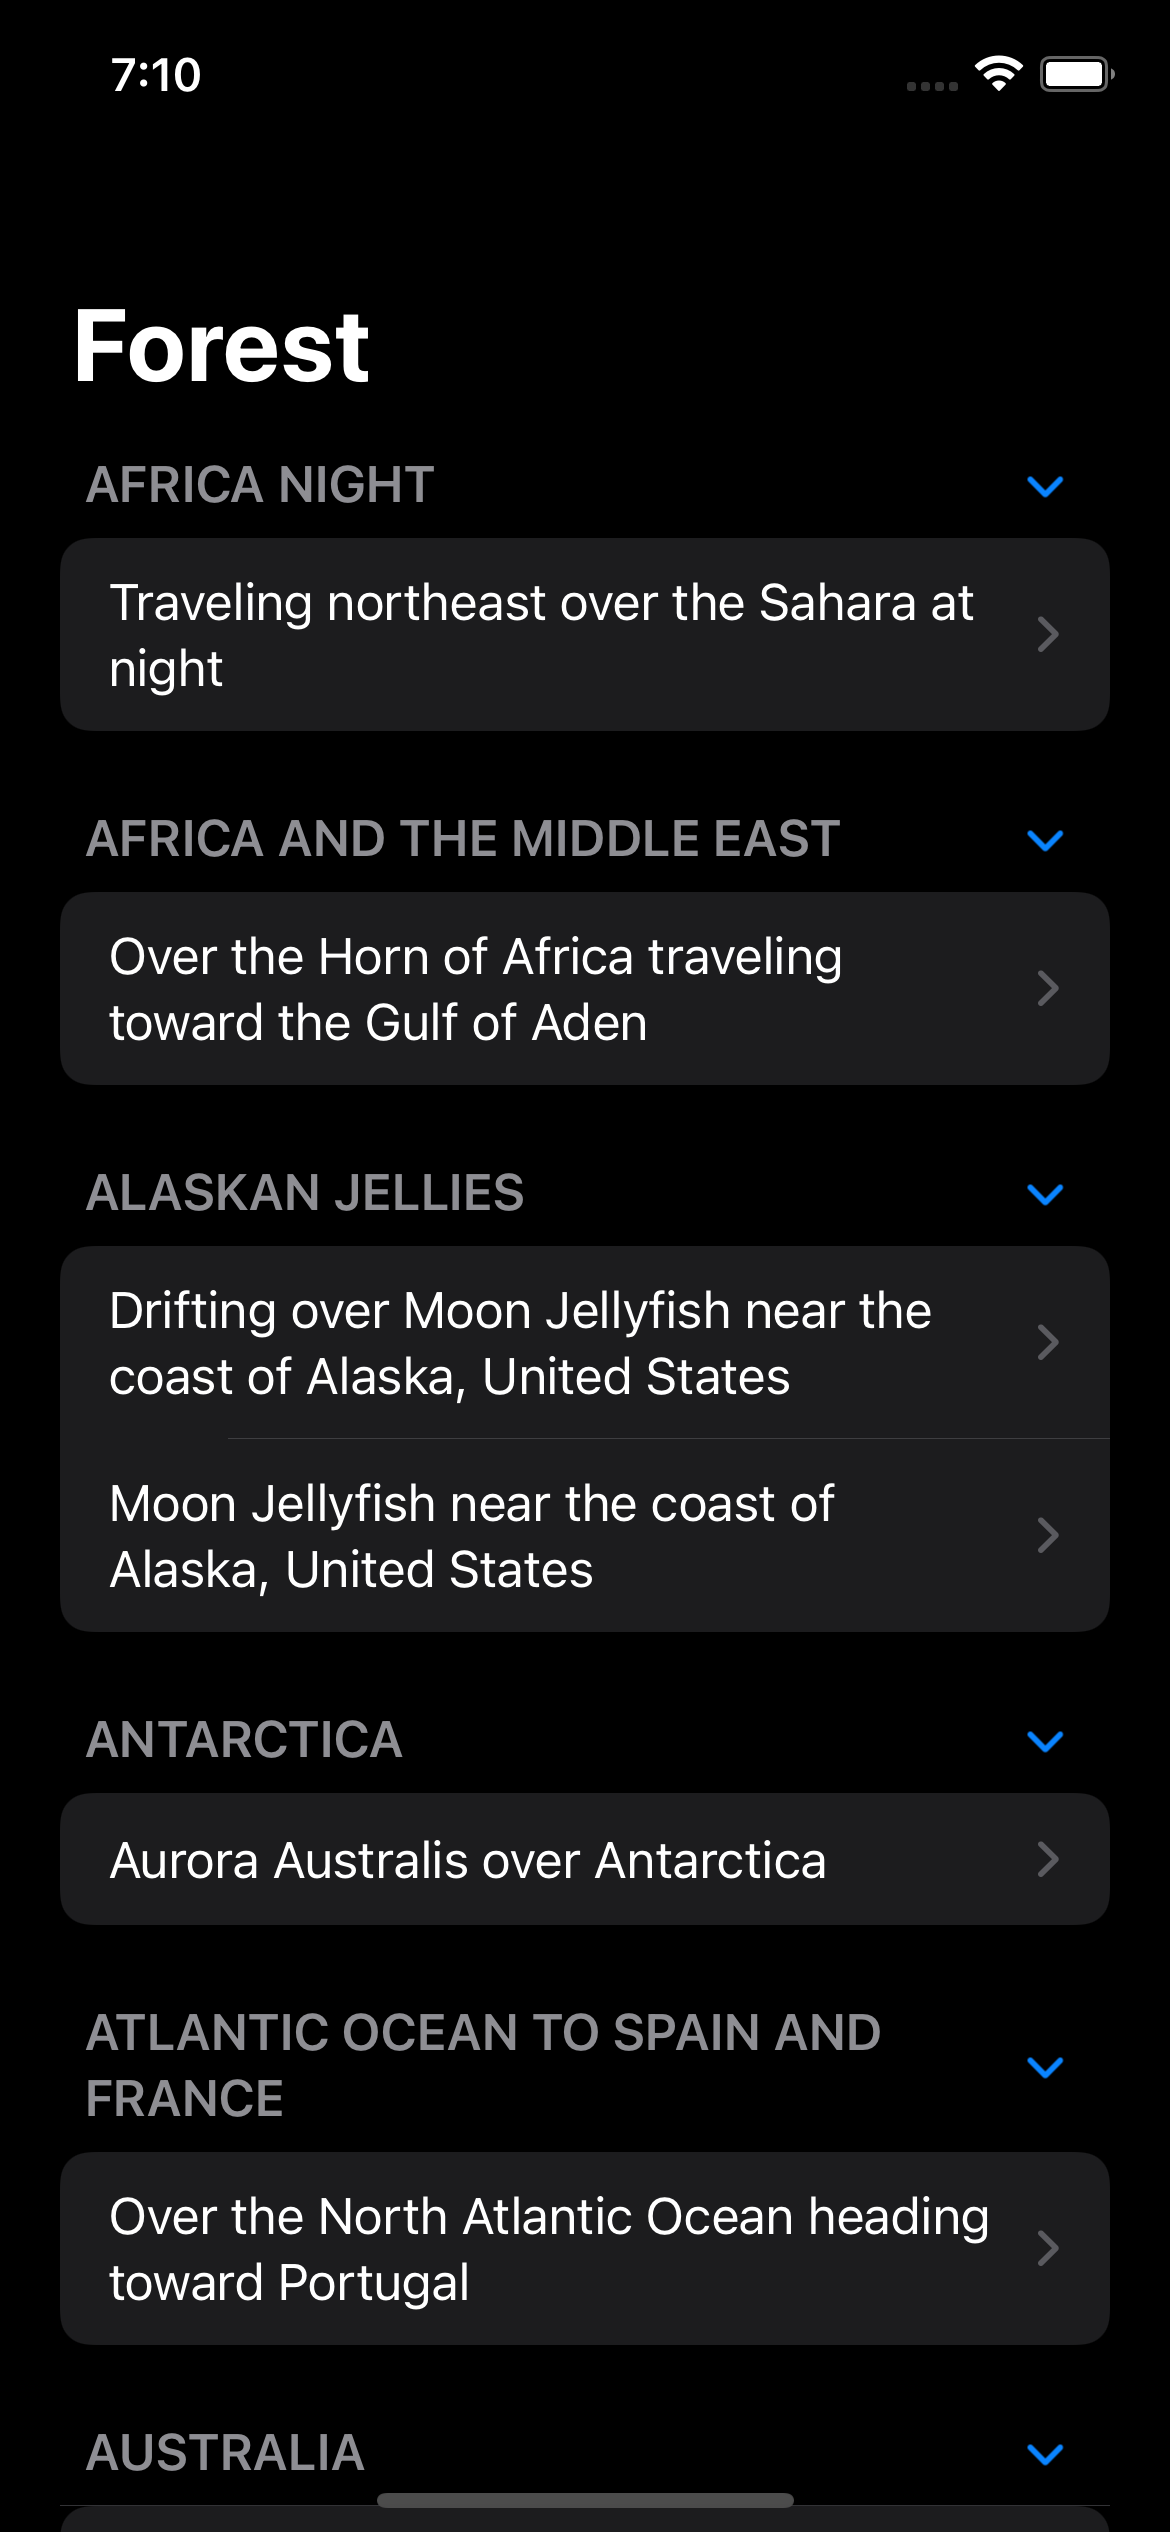 7:10
Forest
AFRICA NIGHT
Traveling northeast over the Sahara at
night
AFRICA AND THE MIDDLE EAST
Over the Horn of Africa traveling
toward the Gulf of Aden
ALASKAN JELLIES
Drifting over Moon Jellyfish near the
coast of Alaska, United States
Moon Jellyfish near the coast of
Alaska, United States
ANTARCTICA
Aurora Australis over Antarctica
ATLANTIC OCEAN TO SPAIN AND
FRANCE
Over the North Atlantic Ocean heading
toward Portugal
AUSTRALIA